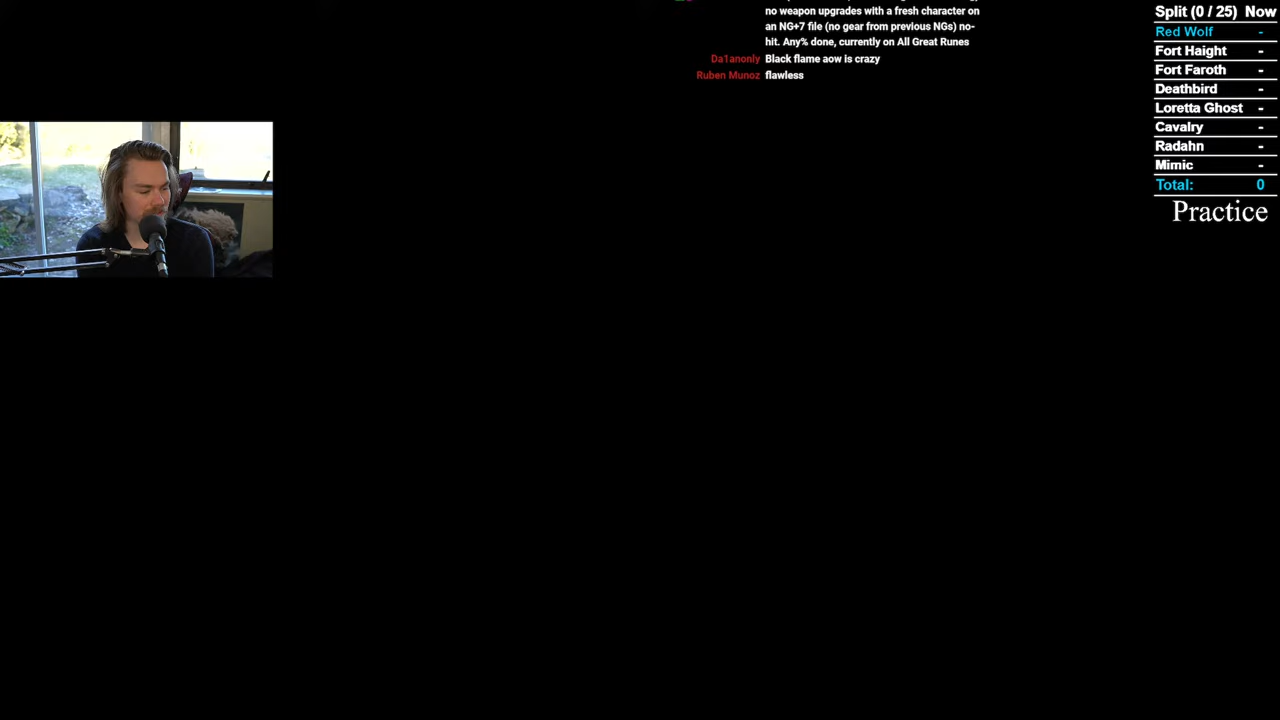 no weapon upgrades with a fresh character on
an NG+7 file (no gear from previous NGs) no-
hit. Any% done, currently on All Great Runes
Da1anonly Black flame aow is crazy
Ruben Munoz flawless
Split (0 / 25) Now
Red Wolf -
Fort Haight -
Fort Faroth -
Deathbird -
Loretta Ghost -
Cavalry -
Radahn -
Mimic -
Total: 0
Practice